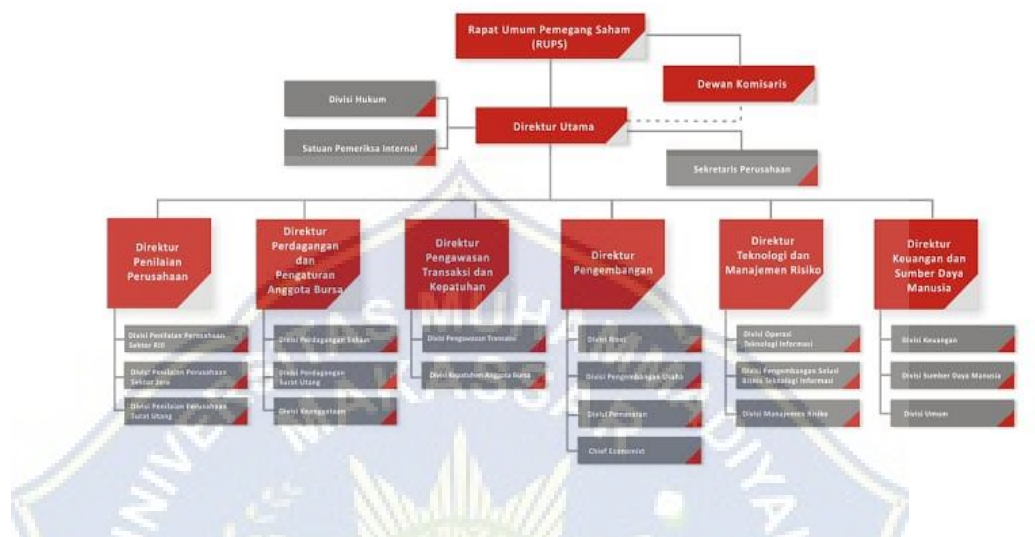 Rapat Umum Pemegang Saham
(RUPS)
Dewan Komisaris
Divisi Hukum
Direktur Utama
Satuan Pemeriksa Internal
Sekretaris Perusahaan
Direktur
Penilaian
Perusahaan
Direktur
Perdagangan
dan
Pengaturan
Anggota Bursa
Direktur
Pengawasan
Transaksi dan
Kepatuhan
Direktur
Pengembangan
Direktur
Teknologi dan
Manajemen Risiko
Direktur
Keuangan dan
Sumber Daya
Manusia
Divisi Penilaian Perusahaan
Sektor Riil
Divisi Penilaian Perusahaan
Sektor Jasa
Divisi Penilaian Perusahaan
Surat Utang
Divisi Perdagangan Saham
Divisi Perdagangan
Surat Utang
Divisi Keanggotaan
Divisi Pengawasan Transaksi
Divisi Kepatuhan Anggota Bursa
Divisi Riset
Divisi Pengembangan Usaha
Divisi Pemasaran
Chief Economist
Divisi Operasi
Teknologi Informasi
Divisi Pengembangan Solusi
Bisnis Teknologi Informasi
Divisi Manajemen Risiko
Divisi Keuangan
Divisi Sumber Daya Manusia
Divisi Umum
UNIVERSITAS MUHAMMADIYAH
MAKASSAR